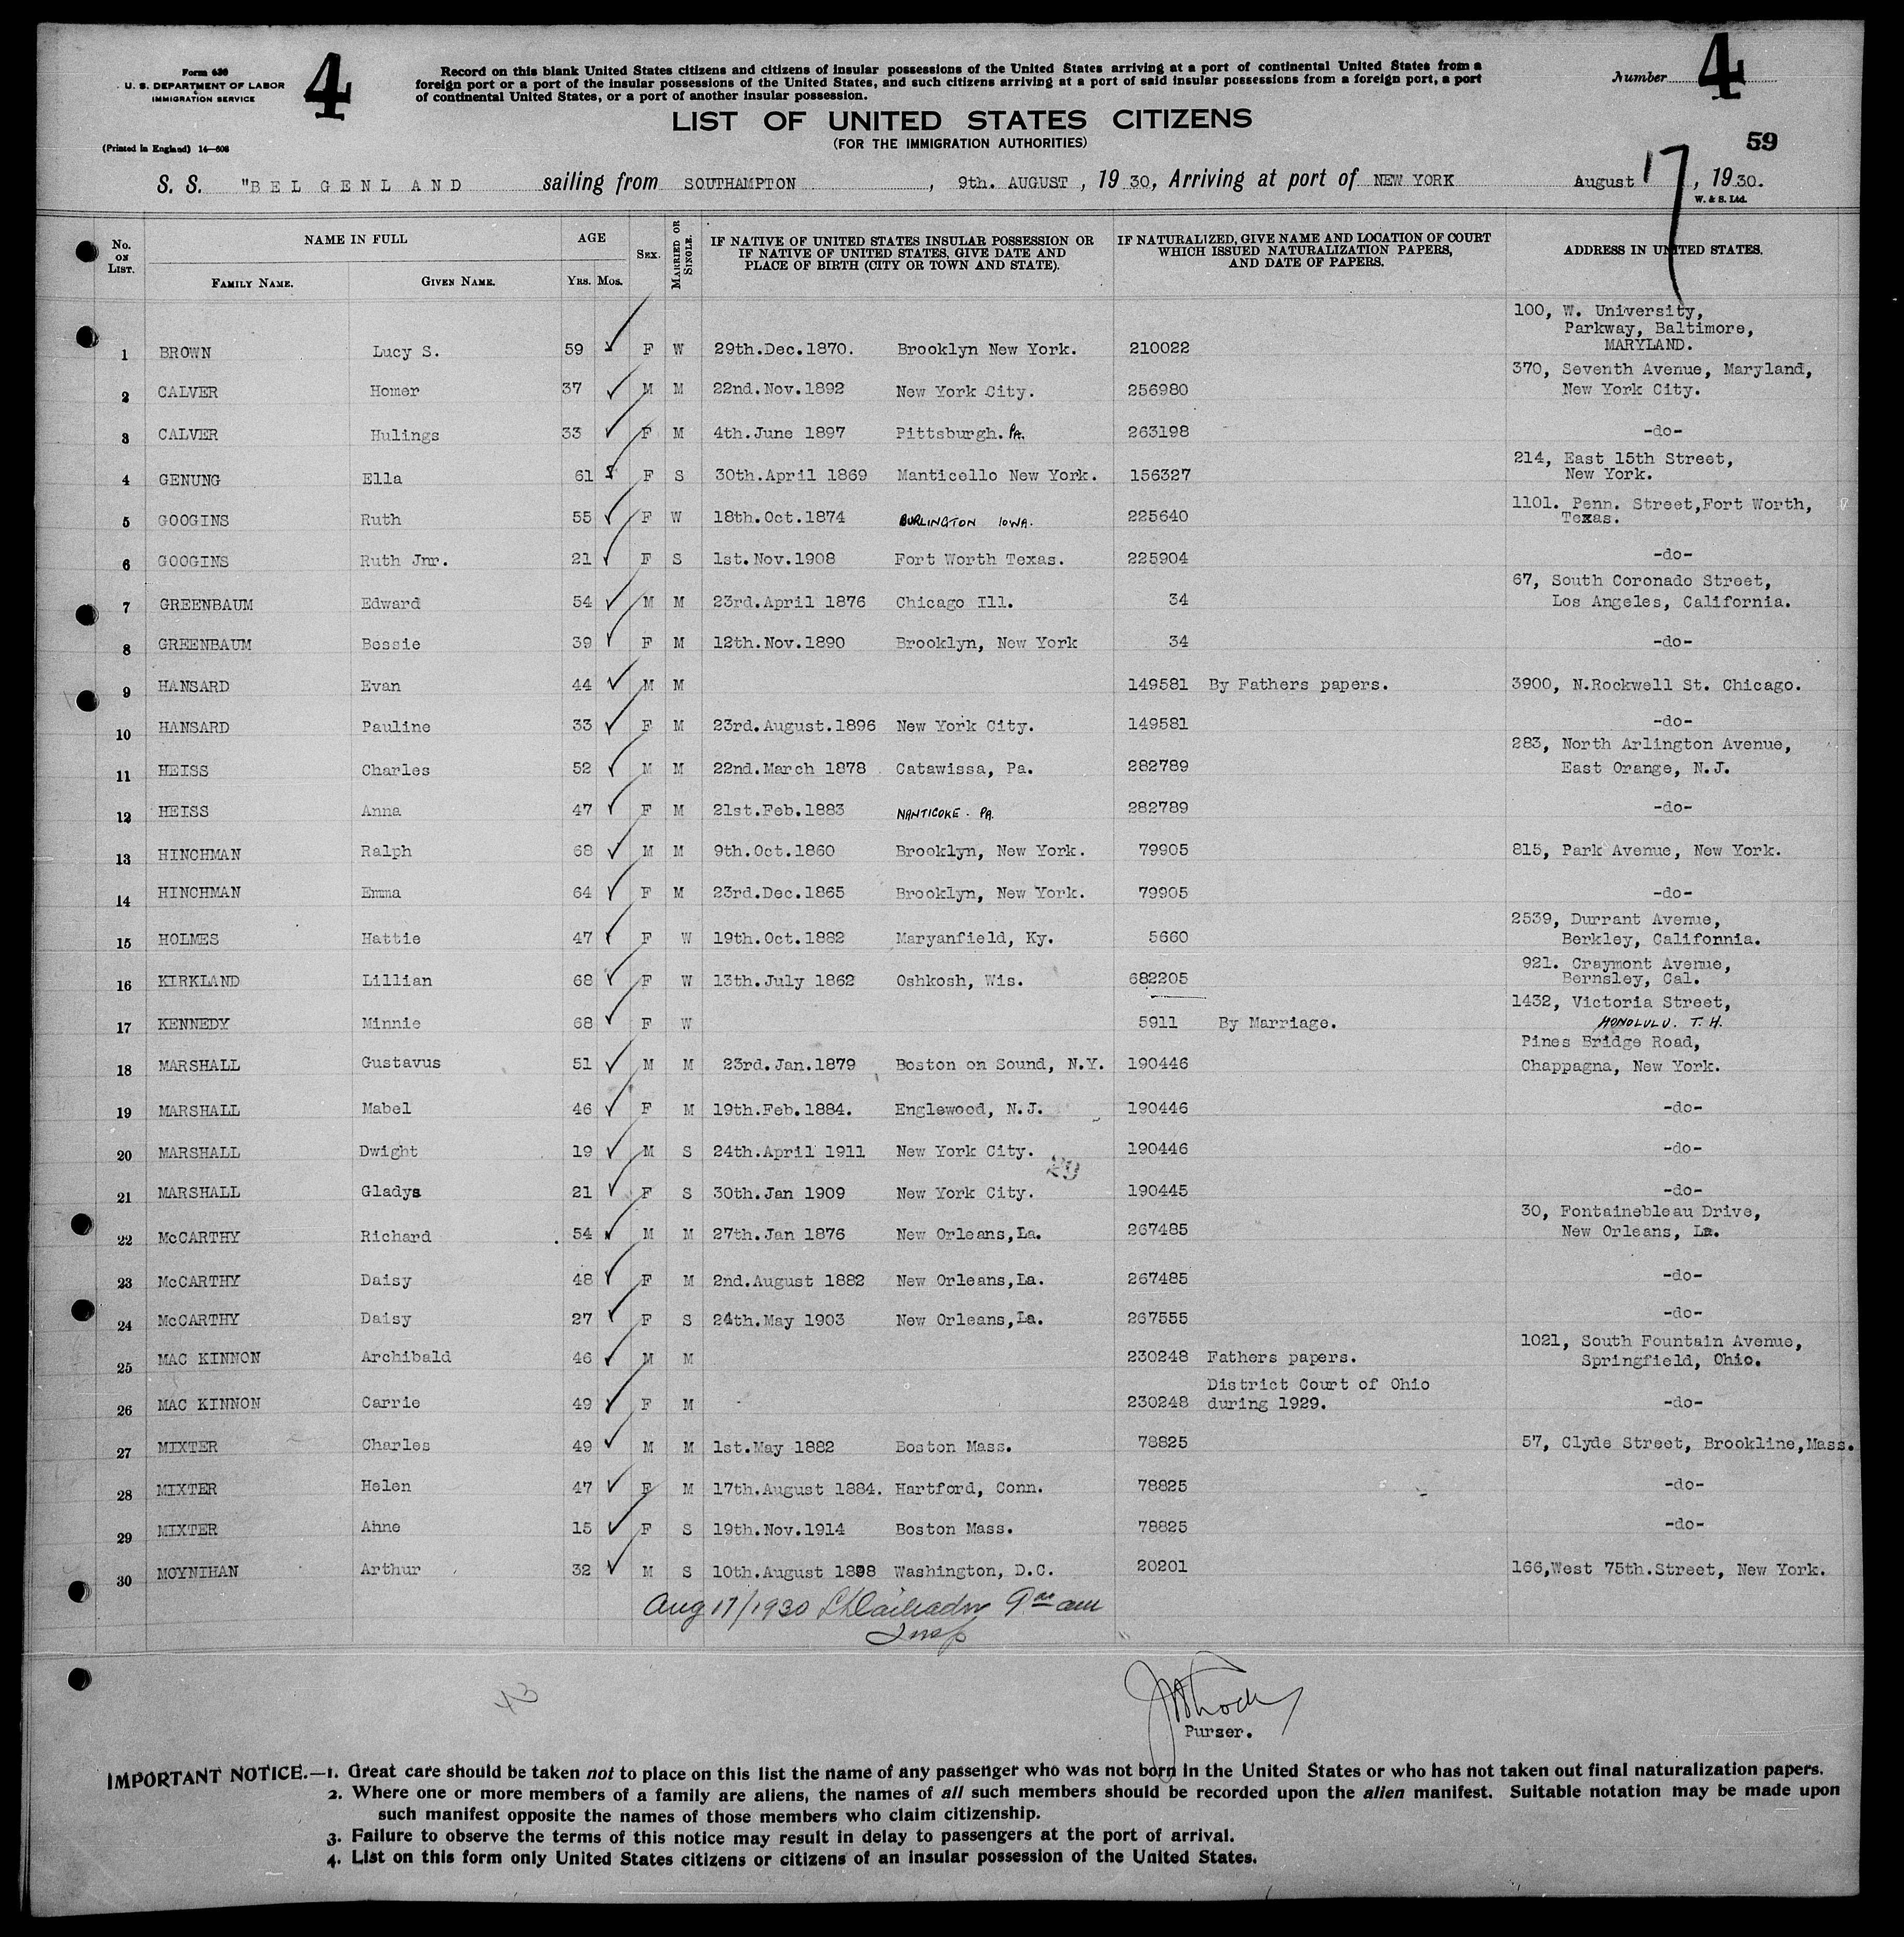 Form 630
U. S. DEPARTMENT OF LABOR
IMMIGRATION SERVICE
(Printed in England) 14—608
4
Record on this blank United States citizens and citizens of insular possessions of the United States arriving at a port of continental United States from a
foreign port or a port of the insular possessions of the United States, and such citizens arriving at a port of said insular possessions from a foreign port, a port
of continental United States, or a port of another insular possession.
Number 4
LIST OF UNITED STATES CITIZENS
(FOR THE IMMIGRATION AUTHORITIES)
59
S. S. "BELGENLAND sailing from SOUTHAMPTON, 9th. AUGUST, 1930, Arriving at port of NEW YORK August 17, 1930.
W. & S. Ltd.
No. ON LIST. NAME IN FULL FAMILY NAME. GIVEN NAME. AGE YRS. MOS. SEX. MARRIED OR SINGLE. IF NATIVE OF UNITED STATES INSULAR POSSESSION OR IF NATIVE OF UNITED STATES, GIVE DATE AND PLACE OF BIRTH (CITY OR TOWN AND STATE). IF NATURALIZED, GIVE NAME AND LOCATION OF COURT WHICH ISSUED NATURALIZATION PAPERS, AND DATE OF PAPERS. ADDRESS IN UNITED STATES.
1 BROWN Lucy S. 59 F W 29th.Dec.1870. Brooklyn New York. 210022 100, W. University, Parkway, Baltimore, MARYLAND.
2 CALVER Homer 37 M M 22nd.Nov.1892 New York City. 256980 370, Seventh Avenue, Maryland, New York City.
3 CALVER Hulings 33 F M 4th.June 1897 Pittsburgh. PA. 263198 -do-
4 GENUNG Ella 61 F S 30th.April 1869 Manticello New York. 156327 214, East 15th Street, New York.
5 GOOGINS Ruth 55 F W 18th.Oct.1874 BURLINGTON IOWA. 225640 1101. Penn. Street,Fort Worth, Texas.
6 GOOGINS Ruth Jnr. 21 F S 1st.Nov.1908 Fort Worth Texas. 225904 -do-
7 GREENBAUM Edward 54 M M 23rd.April 1876 Chicago Ill. 34 67, South Coronado Street, Los Angeles, California.
8 GREENBAUM Bessie 39 F M 12th.Nov.1890 Brooklyn, New York 34 -do-
9 HANSARD Evan 44 M M 149581 By Fathers papers. 3900, N.Rockwell St. Chicago.
10 HANSARD Pauline 33 F M 23rd.August.1896 New York City. 149581 -do-
11 HEISS Charles 52 M M 22nd.March 1878 Catawissa, Pa. 282789 283, North Arlington Avenue, East Orange, N.J.
12 HEISS Anna 47 F M 21st.Feb.1883 NANTICOKE. PA. 282789 -do-
13 HINCHMAN Ralph 68 M M 9th.Oct.1860 Brooklyn, New York. 79905 815, Park Avenue, New York.
14 HINCHMAN Emma 64 F M 23rd.Dec.1865 Brooklyn, New York. 79905 -do-
15 HOLMES Hattie 47 F W 19th.Oct.1882 Maryanfield, Ky. 5660 2539, Durrant Avenue, Berkley, California.
16 KIRKLAND Lillian 68 F W 13th.July 1862 Oshkosh, Wis. 682205 921. Craymont Avenue, Bernsley, Cal.
17 KENNEDY Minnie 68 F W 5911 By Marriage. 1432, Victoria Street, HONOLULU. T.H.
18 MARSHALL Gustavus 51 M M 23rd.Jan.1879 Boston on Sound, N.Y. 190446 Pines Bridge Road, Chappagna, New York.
19 MARSHALL Mabel 46 F M 19th.Feb.1884. Englewood, N.J. 190446 -do-
20 MARSHALL Dwight 19 M S 24th.April 1911 New York City. 190446 -do-
29
21 MARSHALL Gladys 21 F S 30th.Jan 1909 New York City. 190445 -do-
22 McCARTHY Richard 54 M M 27th.Jan 1876 New Orleans,La. 267485 30, Fontainebleau Drive, New Orleans, La.
23 McCARTHY Daisy 48 F M 2nd.August 1882 New Orleans,La. 267485 -do-
24 McCARTHY Daisy 27 F S 24th.May 1903 New Orleans,La. 267555 -do-
25 MAC KINNON Archibald 46 M M 230248 Fathers papers. 1021, South Fountain Avenue, Springfield, Ohio.
26 MAC KINNON Carrie 49 F M 230248 District Court of Ohio during 1929. -do-
27 MIXTER Charles 49 M M 1st.May 1882 Boston Mass. 78825 57, Clyde Street, Brookline,Mass.
28 MIXTER Helen 47 F M 17th.August 1884. Hartford, Conn. 78825 -do-
29 MIXTER Ahne 15 F S 19th.Nov.1914 Boston Mass. 78825 -do-
30 MOYNIHAN Arthur 32 M S 10th.August 1898 Washington, D.C. 20201 166,West 75th.Street, New York.
Aug 17/1930 9 00 am
Insp
43
Purser.
IMPORTANT NOTICE.—1. Great care should be taken not to place on this list the name of any passenger who was not born in the United States or who has not taken out final naturalization papers.
2. Where one or more members of a family are aliens, the names of all such members should be recorded upon the alien manifest. Suitable notation may be made upon
such manifest opposite the names of those members who claim citizenship.
3. Failure to observe the terms of this notice may result in delay to passengers at the port of arrival.
4. List on this form only United States citizens or citizens of an insular possession of the United States.